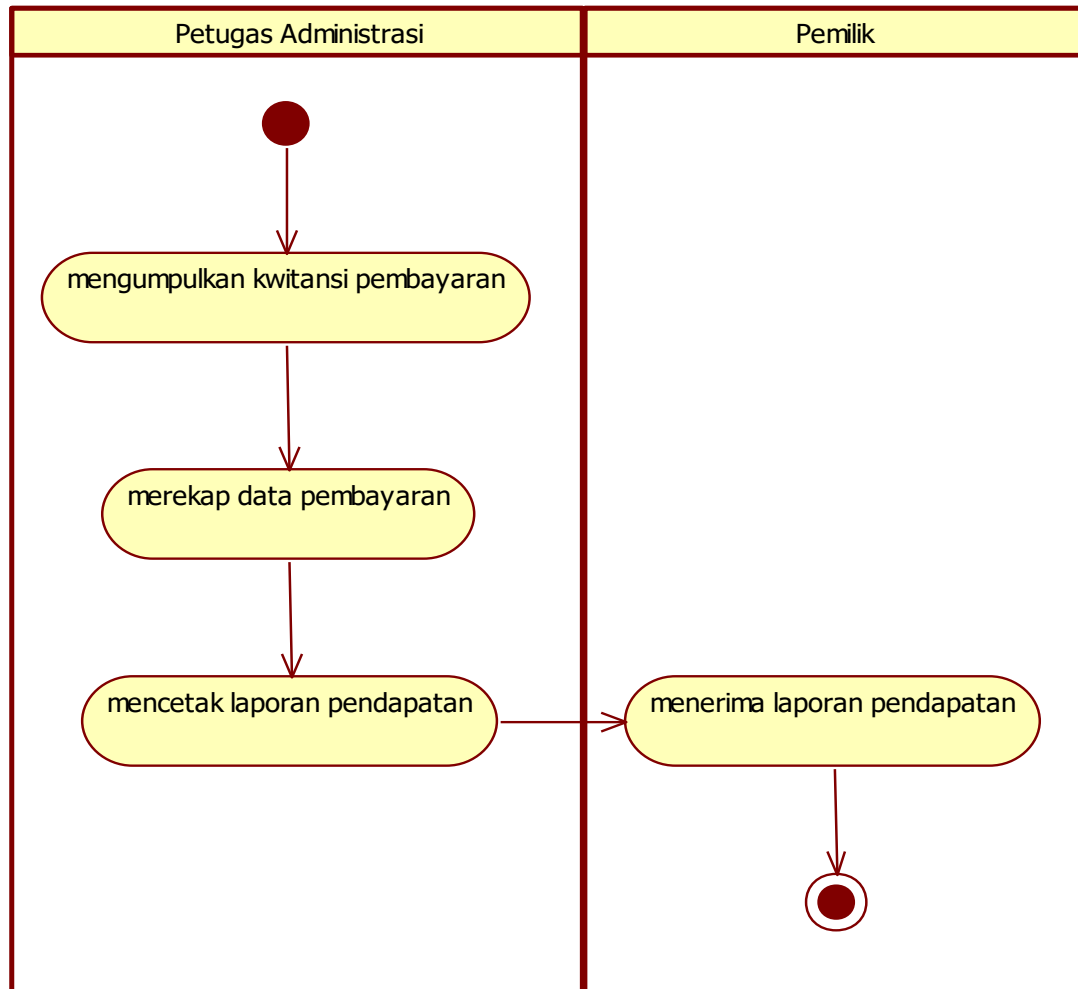 Petugas Administrasi
Pemilik
mengumpulkan kwitansi pembayaran
merekap data pembayaran
mencetak laporan pendapatan
menerima laporan pendapatan